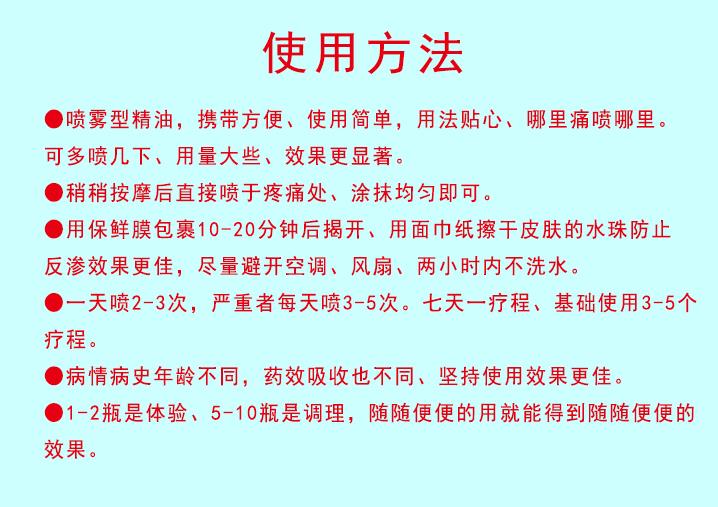 使用方法
●喷雾型精油，携带方便、使用简单，用法贴心、哪里痛喷哪里。
可多喷几下、用量大些、效果更显著。
●稍稍按摩后直接喷于疼痛处、涂抹均匀即可。
●用保鲜膜包裹10-20分钟后揭开、用面巾纸擦干皮肤的水珠防止
反渗效果更佳，尽量避开空调、风扇、两小时内不洗水。
●一天喷2-3次，严重者每天喷3-5次。七天一疗程、基础使用3-5个
疗程。
●病情病史年龄不同，药效吸收也不同、坚持使用效果更佳。
●1-2瓶是体验、5-10瓶是调理，随随便便的用就能得到随随便便的
效果。